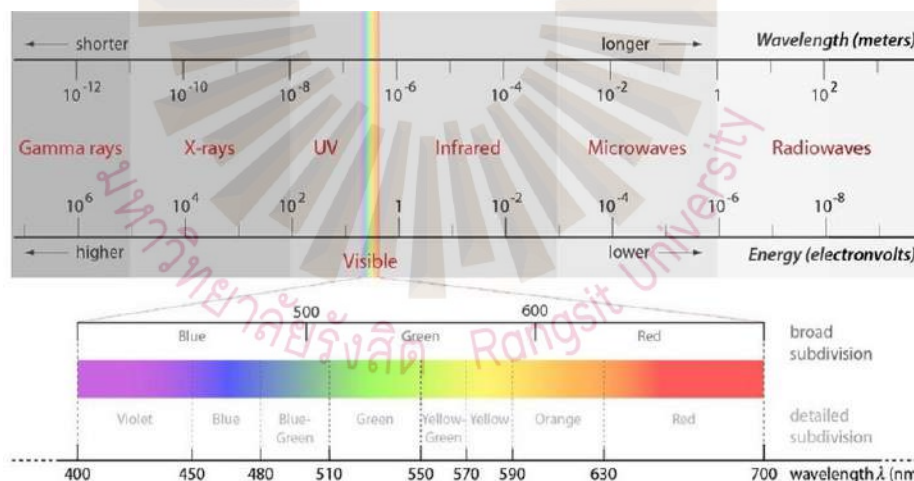 ← shorter longer → Wavelength (meters)
10-12 10-10 10-8 10-6 10-4 10-2 1 102
Gamma rays X-rays UV Infrared Microwaves Radiowaves
106 104 102 1 10-2 10-4 10-6 10-8
← higher Visible lower → Energy (electronvolts)
500 600
Blue Green Red broad subdivision
Violet Blue Blue-Green Green Yellow-Green Yellow Orange Red detailed subdivision
400 450 480 510 550 570 590 630 700 wavelength λ (nm
มหาวิทยาลัยรังสิต Rangsit University